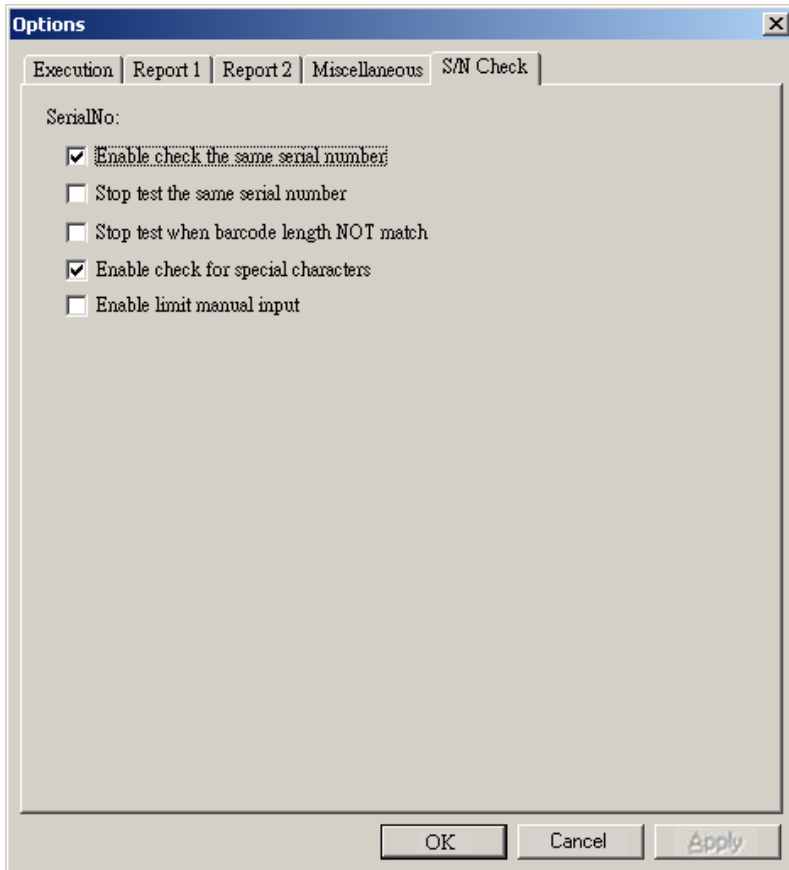 Options
Execution Report 1 Report 2 Miscellaneous S/N Check
SerialNo:
Enable check the same serial number
Stop test the same serial number
Stop test when barcode length NOT match
Enable check for special characters
Enable limit manual input
OK Cancel Apply